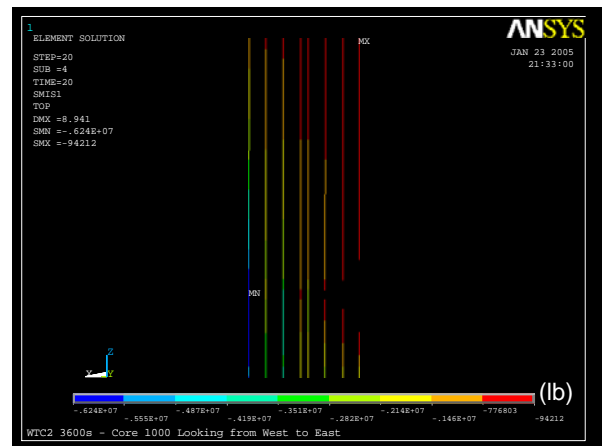 1
ANSYS
ELEMENT SOLUTION
JAN 23 2005
21:33:00
STEP=20
SUB =4
TIME=20
SMIS1
TOP
DMX =8.941
SMN =-.624E+07
SMX =-94212
MX
MN
Z
X Y
(lb)
-.624E+07 -.487E+07 -.351E+07 -.214E+07 -776803
-.555E+07 -.419E+07 -.282E+07 -.146E+07 -94212
WTC2 3600s - Core 1000 Looking from West to East